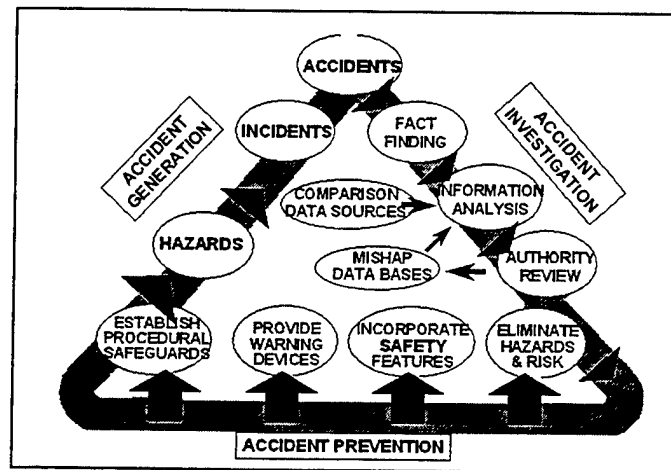 ACCIDENTS
INCIDENTS
FACT
FINDING
ACCIDENT
GENERATION
ACCIDENT
INVESTIGATION
COMPARISON
DATA SOURCES
INFORMATION
ANALYSIS
HAZARDS
MISHAP
DATA BASES
AUTHORITY
REVIEW
ESTABLISH
PROCEDURAL
SAFEGUARDS
PROVIDE
WARNING
DEVICES
INCORPORATE
SAFETY
FEATURES
ELIMINATE
HAZARDS
& RISK
ACCIDENT PREVENTION